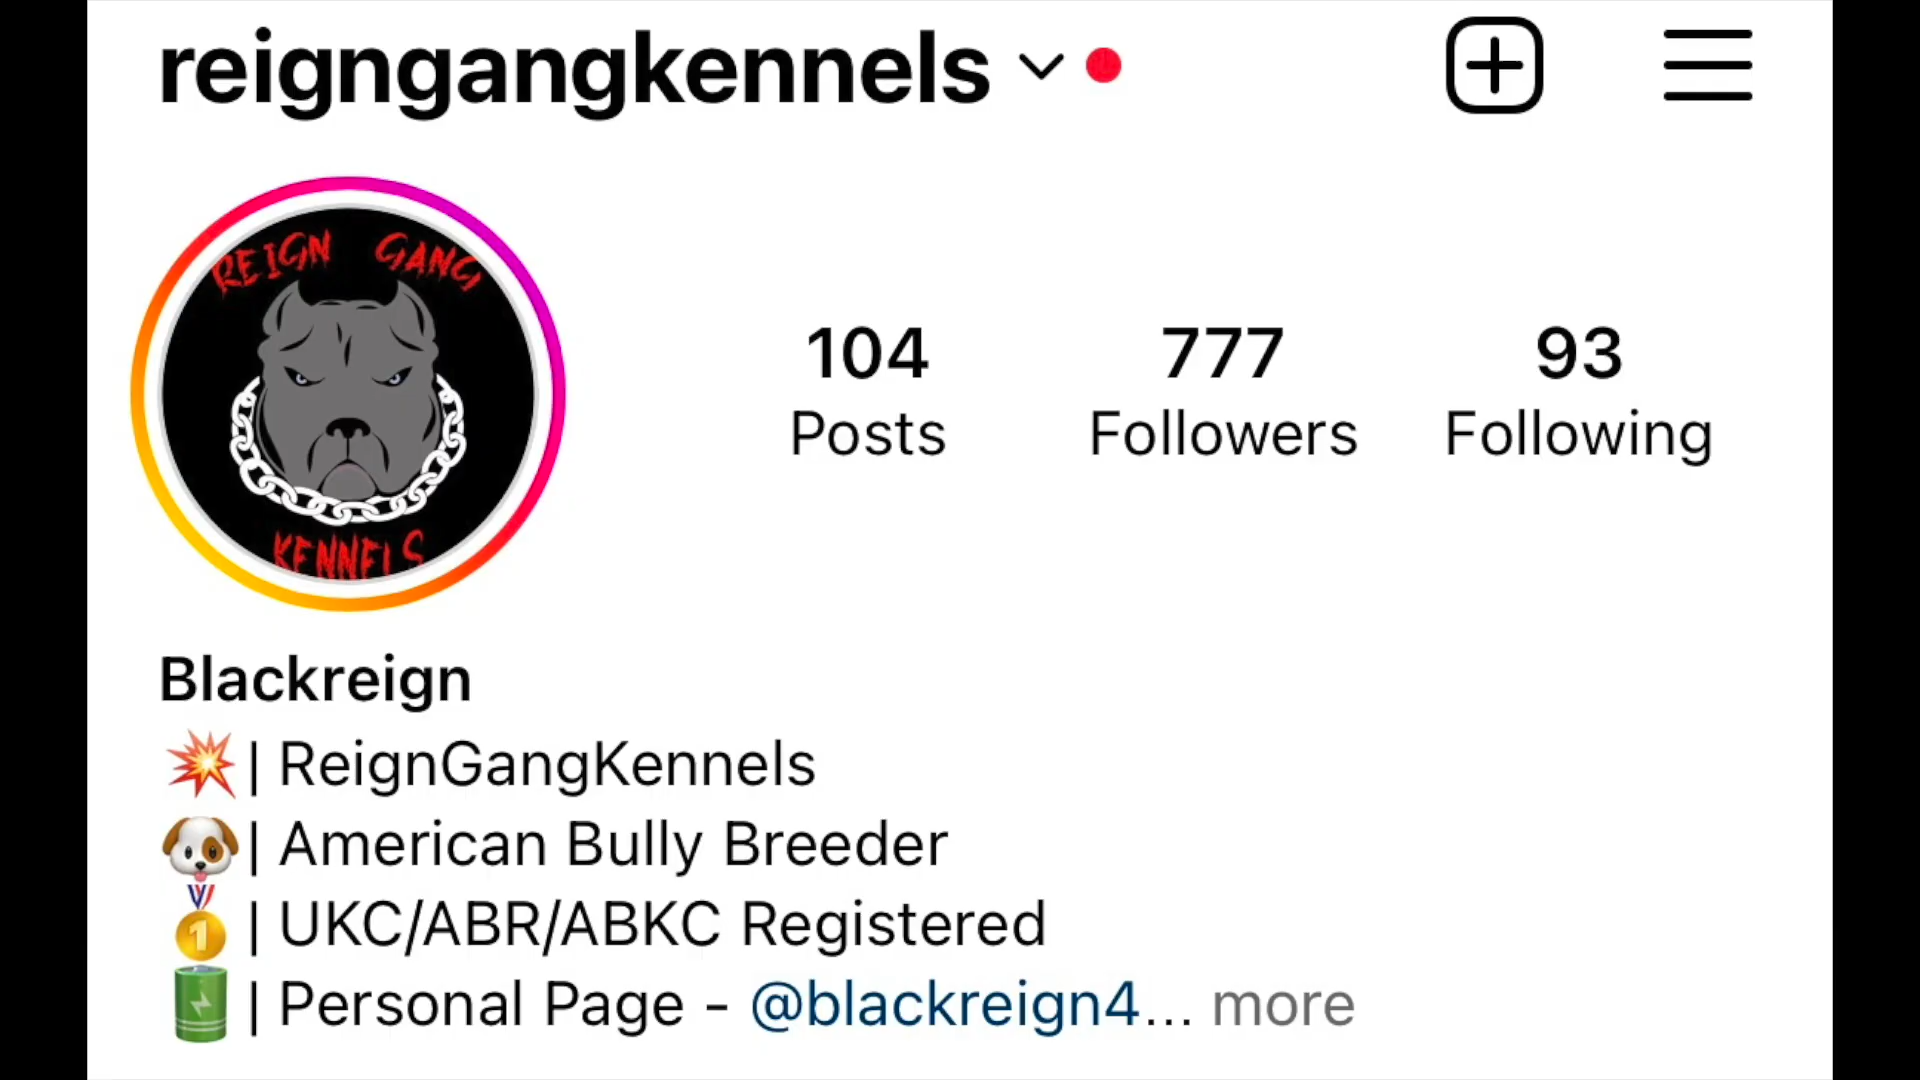 reigngangkennels
REIGN GANG
KENNELS
104 777 93
Posts Followers Following
Blackreign
💥| ReignGangKennels
🐶| American Bully Breeder
🥇| UKC/ABR/ABKC Registered
🔋| Personal Page - @blackreign4... more